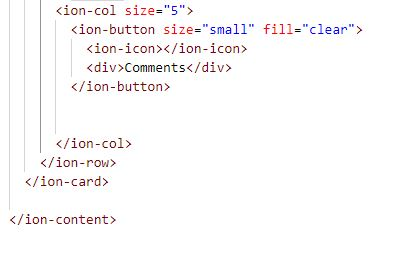 <ion-col size="5">
<ion-button size="small" fill="clear">
<ion-icon></ion-icon>
<div>Comments</div>
</ion-button>
</ion-col>
</ion-row>
</ion-card>
</ion-content>